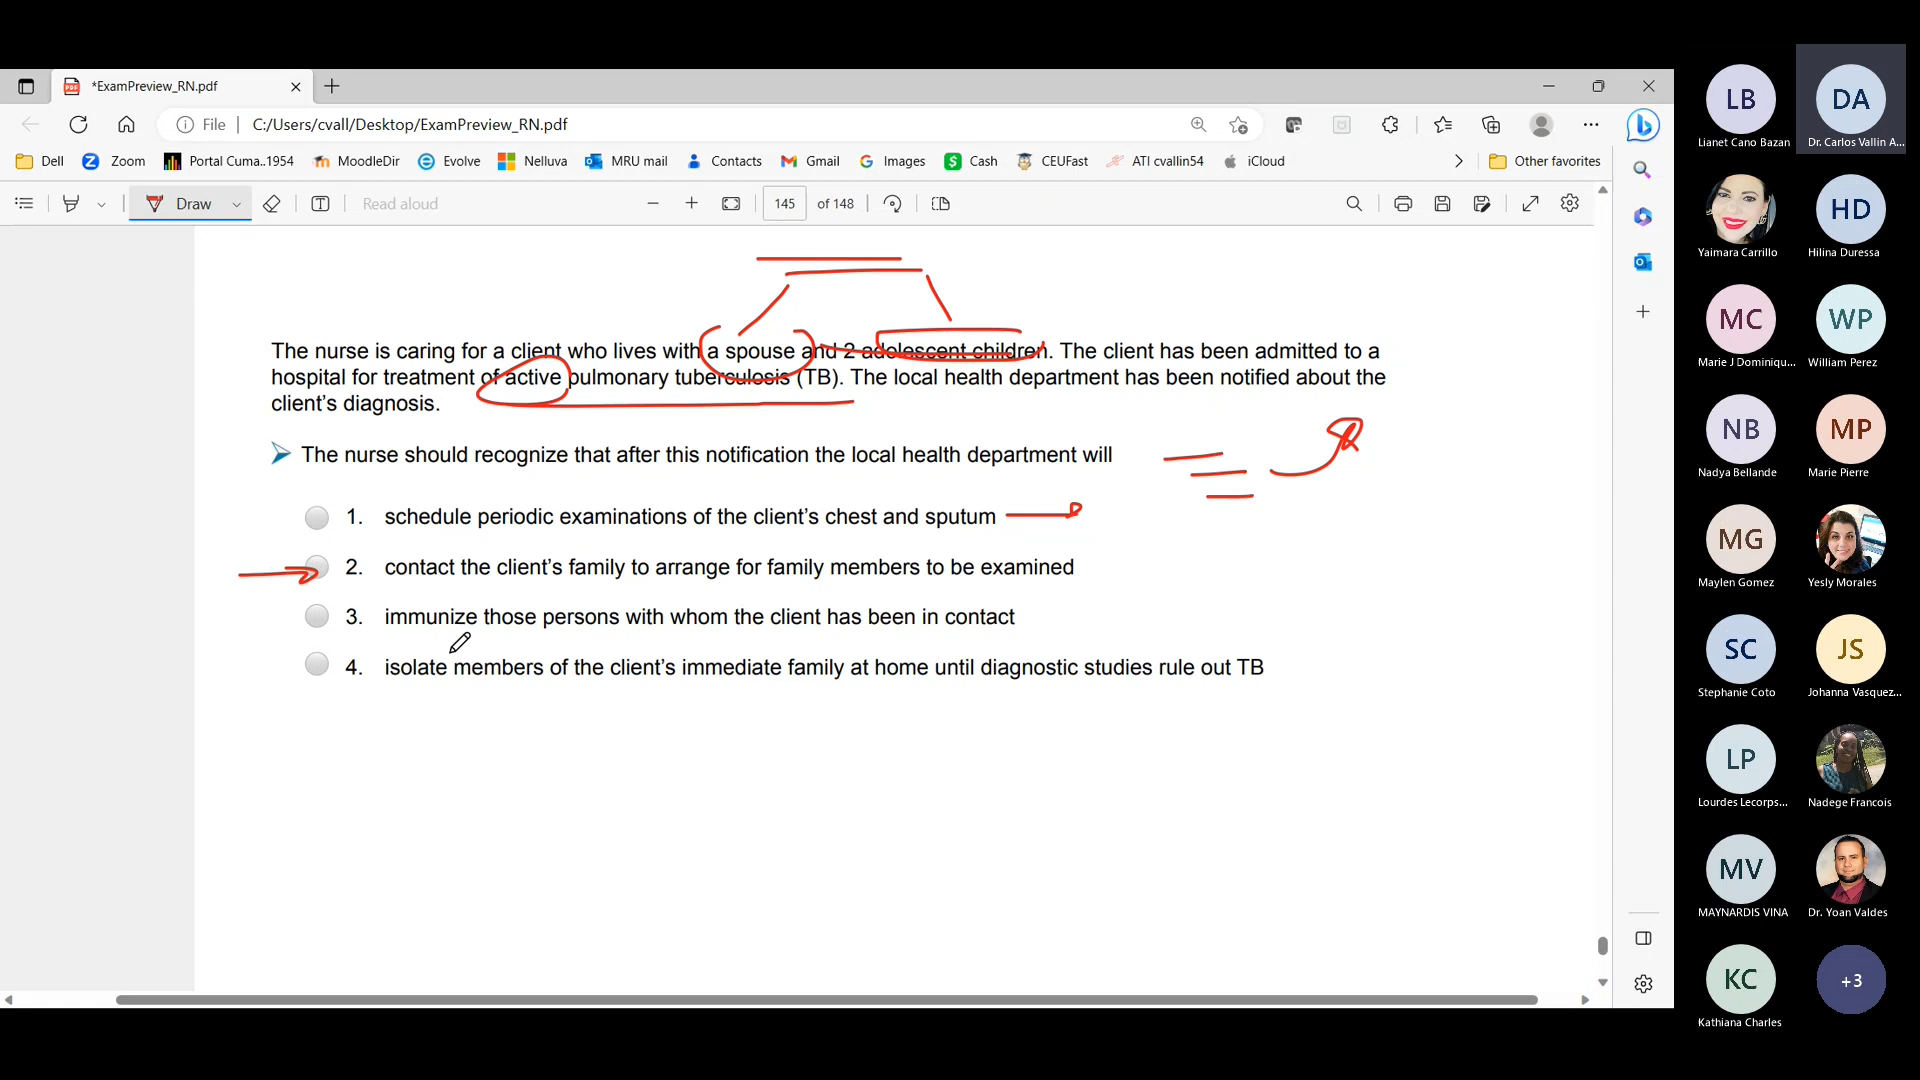 *ExamPreview_RN.pdf
File | C:/Users/cvall/Desktop/ExamPreview_RN.pdf
Dell Zoom Portal Cuma..1954 MoodleDir Evolve Nelluva MRU mail Contacts Gmail Images Cash CEUFast ATI cvallin54 iCloud Other favorites
Draw Read aloud 145 of 148
The nurse is caring for a client who lives with a spouse and 2 adolescent children. The client has been admitted to a
hospital for treatment of active pulmonary tuberculosis (TB). The local health department has been notified about the
client's diagnosis.
The nurse should recognize that after this notification the local health department will
1. schedule periodic examinations of the client's chest and sputum
2. contact the client's family to arrange for family members to be examined
3. immunize those persons with whom the client has been in contact
4. isolate members of the client's immediate family at home until diagnostic studies rule out TB
LB DA
Lianet Cano Bazan Dr. Carlos Vallin A...
HD
Yaimara Carrillo Hilina Duressa
MC WP
Marie J Dominiqu... William Perez
NB MP
Nadya Bellande Marie Pierre
MG
Maylen Gomez Yesly Morales
SC JS
Stephanie Coto Johanna Vasquez...
LP
Lourdes Lecorps... Nadege Francois
MV
MAYNARDIS VINA Dr. Yoan Valdes
KC +3
Kathiana Charles